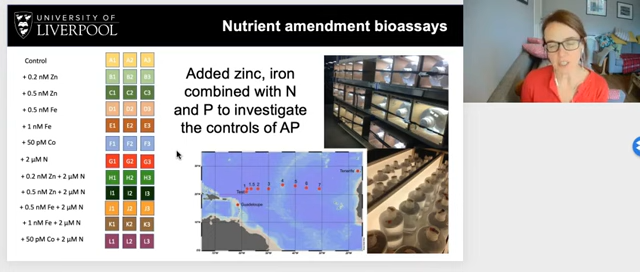 UNIVERSITY OF
LIVERPOOL
Nutrient amendment bioassays
Control
A1 A2 A3
+ 0.2 nM Zn
B1 B2 B3
+ 0.5 nM Zn
C1 C2 C3
+ 0.5 nM Fe
D1 D2 D3
+ 1 nM Fe
E1 E2 E3
+ 50 pM Co
F1 F2 F3
+ 2 µM N
G1 G2 G3
+ 0.2 nM Zn + 2 µM N
H1 H2 H3
+ 0.5 nM Zn + 2 µM N
I1 I2 I3
+ 0.5 nM Fe + 2 µM N
J1 J2 J3
+ 1 nM Fe + 2 µM N
K1 K2 K3
+ 50 pM Co + 2 µM N
L1 L2 L3
Added zinc, iron
combined with N
and P to investigate
the controls of AP
Tenerife
Guadeloupe